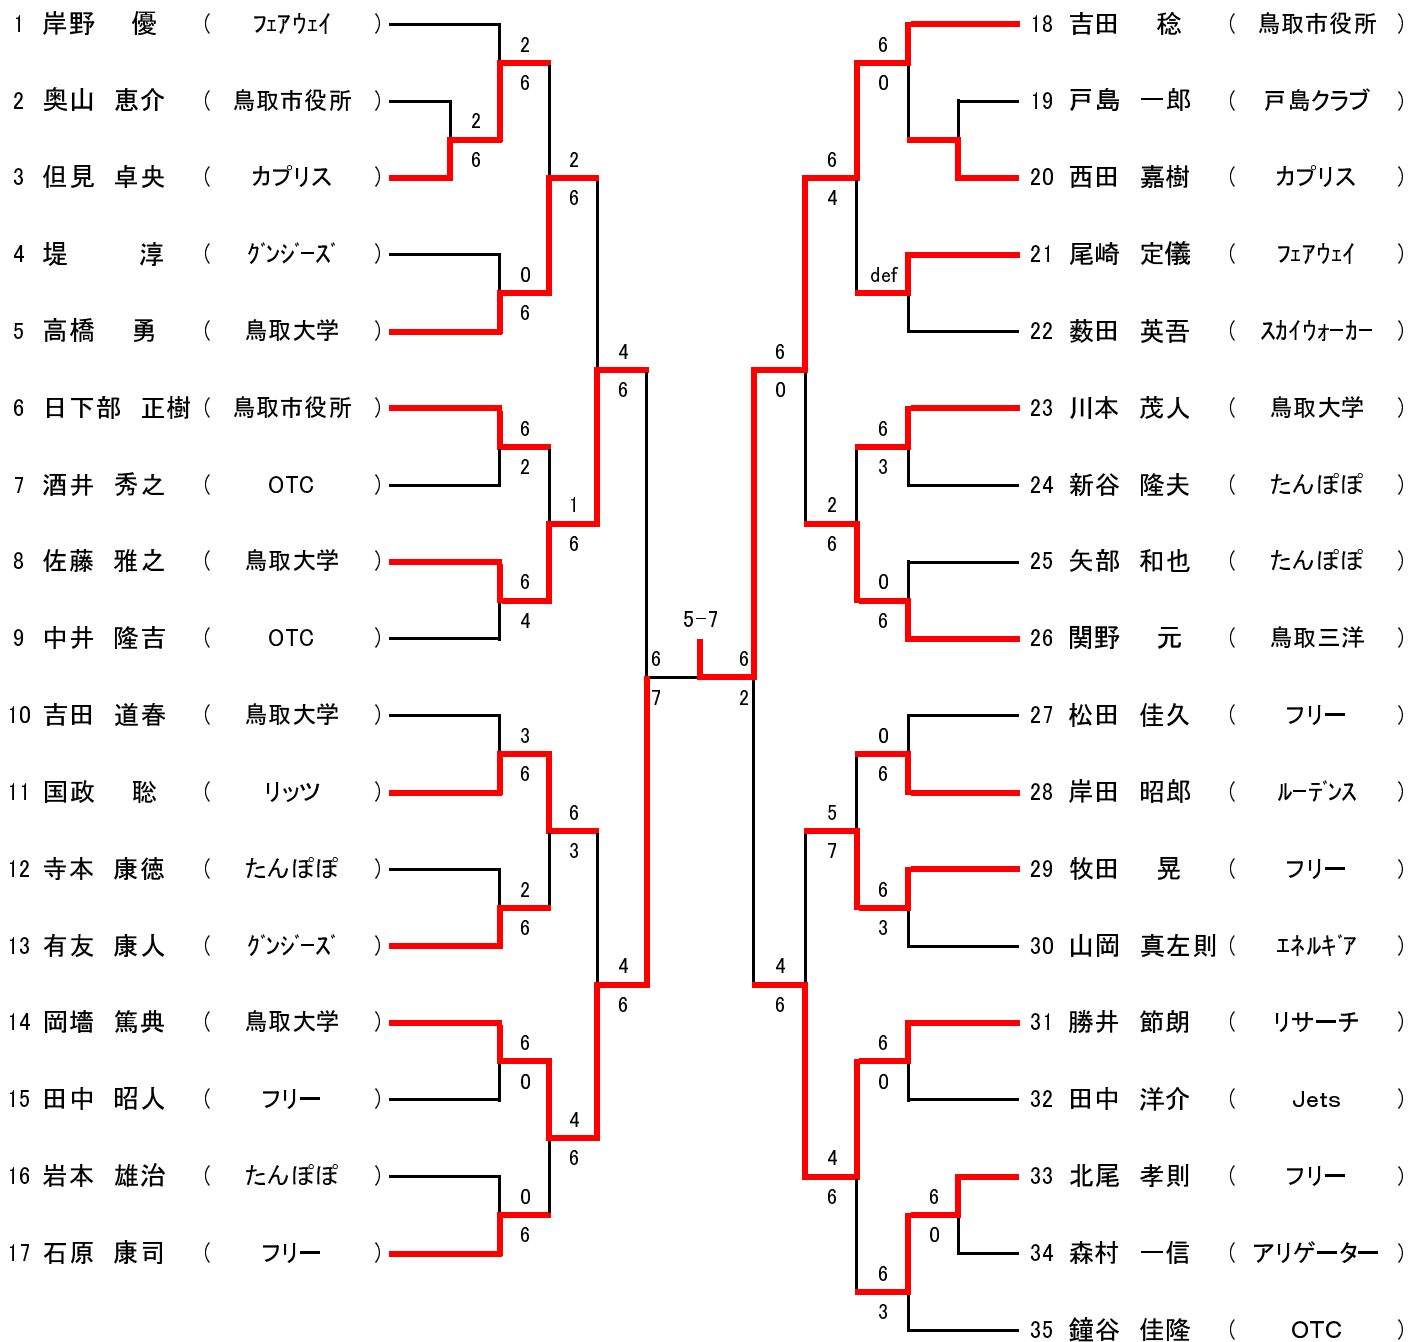 1 岸野 優 ( フェアウェイ )
2 奥山 恵介 ( 鳥取市役所 )
3 但見 卓央 ( カプリス )
4 堤 淳 ( グンジーズ )
5 高橋 勇 ( 鳥取大学 )
6 日下部 正樹 ( 鳥取市役所 )
7 酒井 秀之 ( OTC )
8 佐藤 雅之 ( 鳥取大学 )
9 中井 隆吉 ( OTC )
10 吉田 道春 ( 鳥取大学 )
11 国政 聡 ( リッツ )
12 寺本 康徳 ( たんぽぽ )
13 有友 康人 ( グンジーズ )
14 岡墻 篤典 ( 鳥取大学 )
15 田中 昭人 ( フリー )
16 岩本 雄治 ( たんぽぽ )
17 石原 康司 ( フリー )
2
6
2
6
0
6
6
2
6
4
3
6
2
6
6
0
0
6
2
6
1
6
6
3
4
6
4
6
4
6
6
7
5-7
6
2
6
0
4
6
6
4
2
6
5
7
4
6
6
0
def
6
3
0
6
0
6
6
3
6
0
6
3
6
0
18 吉田 稔 ( 鳥取市役所 )
19 戸島 一郎 ( 戸島クラブ )
20 西田 嘉樹 ( カプリス )
21 尾崎 定儀 ( フェアウェイ )
22 薮田 英吾 ( スカイウォーカー )
23 川本 茂人 ( 鳥取大学 )
24 新谷 隆夫 ( たんぽぽ )
25 矢部 和也 ( たんぽぽ )
26 関野 元 ( 鳥取三洋 )
27 松田 佳久 ( フリー )
28 岸田 昭郎 ( ルーデンス )
29 牧田 晃 ( フリー )
30 山岡 真左則 ( エネルギア )
31 勝井 節朗 ( リサーチ )
32 田中 洋介 ( Jets )
33 北尾 孝則 ( フリー )
34 森村 一信 ( アリゲーター )
35 鐘谷 佳隆 ( OTC )